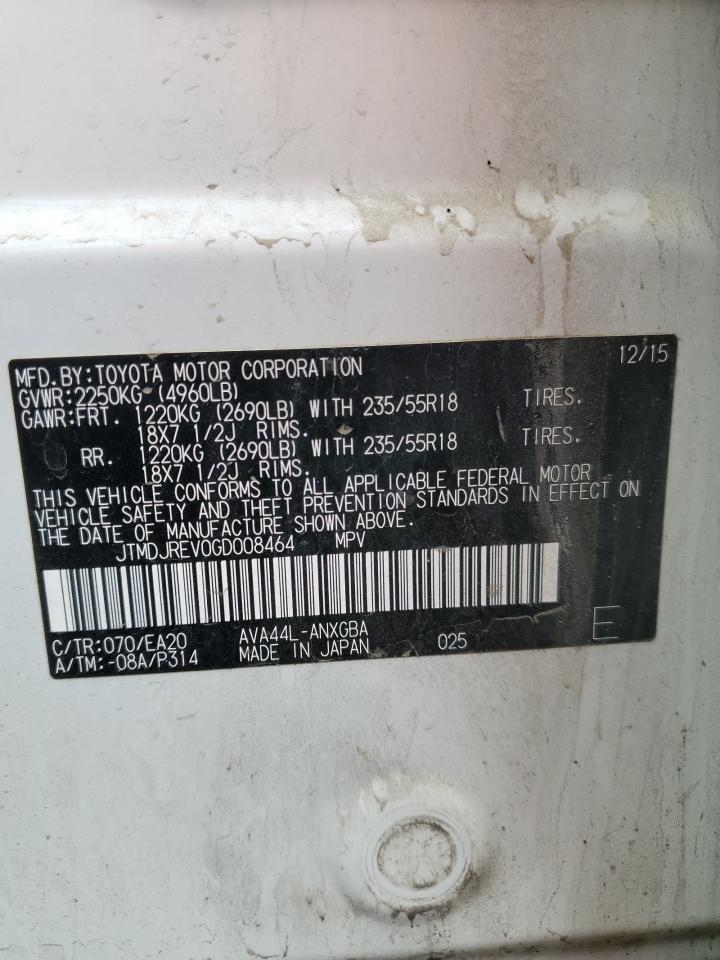 MFD.BY:TOYOTA MOTOR CORPORATION 12/15
GVWR:2250KG (4960LB)
GAWR:FRT. 1220KG (2690LB) WITH 235/55R18 TIRES.
18X7 1/2J RIMS.
RR. 1220KG (2690LB) WITH 235/55R18 TIRES.
18X7 1/2J RIMS.
THIS VEHICLE CONFORMS TO ALL APPLICABLE FEDERAL MOTOR
VEHICLE SAFETY AND THEFT PREVENTION STANDARDS IN EFFECT ON
THE DATE OF MANUFACTURE SHOWN ABOVE.
JTMDJREV0GD008464 MPV
C/TR:070/EA20 AVA44L-ANXGBA
A/TM:-08A/P314 MADE IN JAPAN 025 E